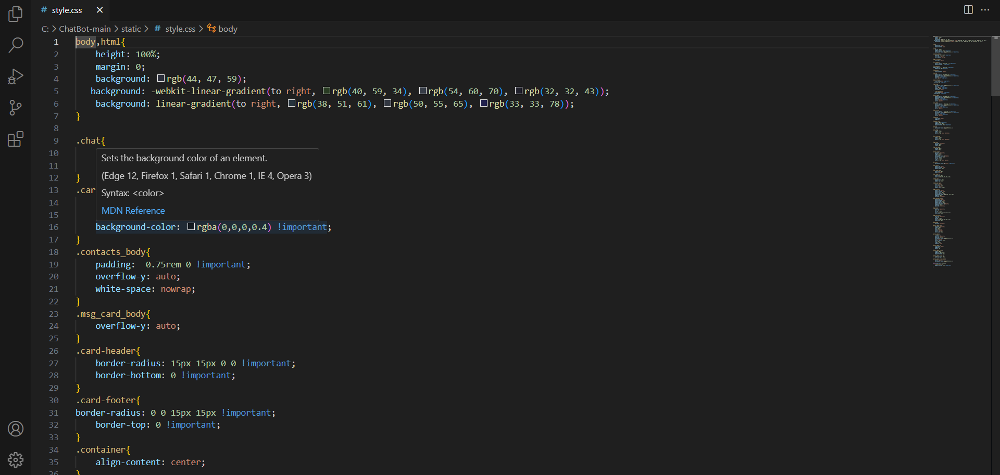 # style.css
C: > ChatBot-main > static > # style.css > body
1 body,html{
2 height: 100%;
3 margin: 0;
4 background: rgb(44, 47, 59);
5 background: -webkit-linear-gradient(to right, rgb(40, 59, 34), rgb(54, 60, 70), rgb(32, 32, 43));
6 background: linear-gradient(to right, rgb(38, 51, 61), rgb(50, 55, 65), rgb(33, 33, 78));
7 }
8
9 .chat{
10
Sets the background color of an element.
11
(Edge 12, Firefox 1, Safari 1, Chrome 1, IE 4, Opera 3)
12 }
13 .car
Syntax: <color>
14
MDN Reference
15
16 background-color: rgba(0,0,0,0.4) !important;
17 }
18 .contacts_body{
19 padding:  0.75rem 0 !important;
20 overflow-y: auto;
21 white-space: nowrap;
22 }
23 .msg_card_body{
24 overflow-y: auto;
25 }
26 .card-header{
27 border-radius: 15px 15px 0 0 !important;
28 border-bottom: 0 !important;
29 }
30 .card-footer{
31 border-radius: 0 0 15px 15px !important;
32 border-top: 0 !important;
33 }
34 .container{
35 align-content: center;
36 }